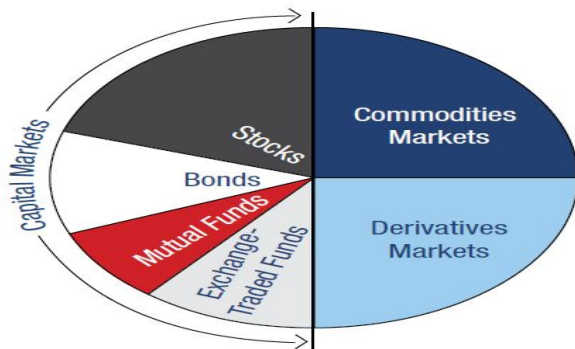 Capital Markets
Stocks
Bonds
Mutual Funds
Exchange-
Traded Funds
Commodities
Markets
Derivatives
Markets